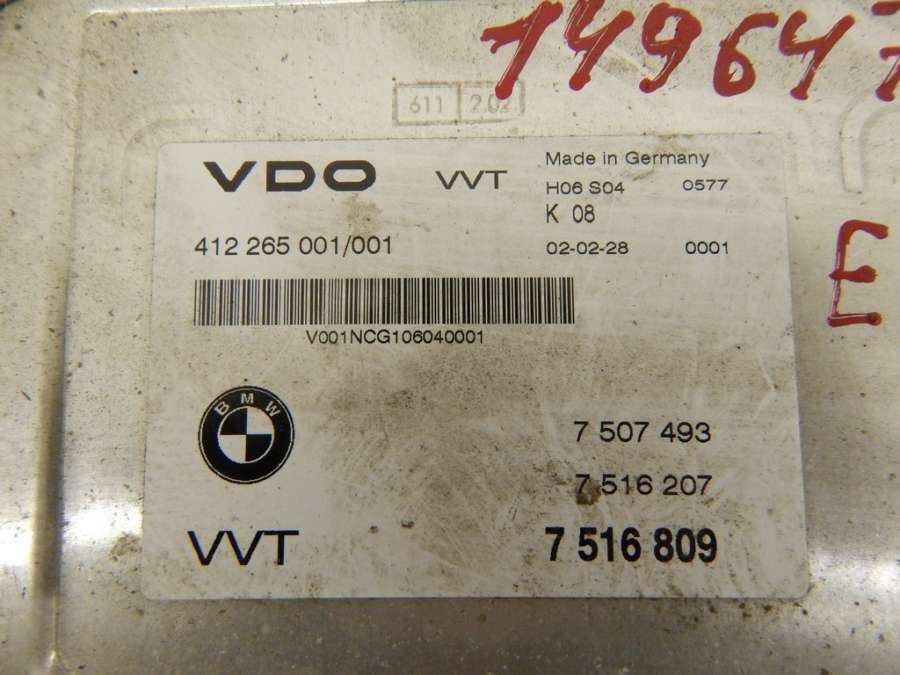 149647
611 2.02
VDO VVT Made in Germany
H06 S04 0577
K 08
412 265 001/001 02-02-28 0001
V001NCG106040001
E
BMW
7 507 493
7 516 207
VVT 7 516 809